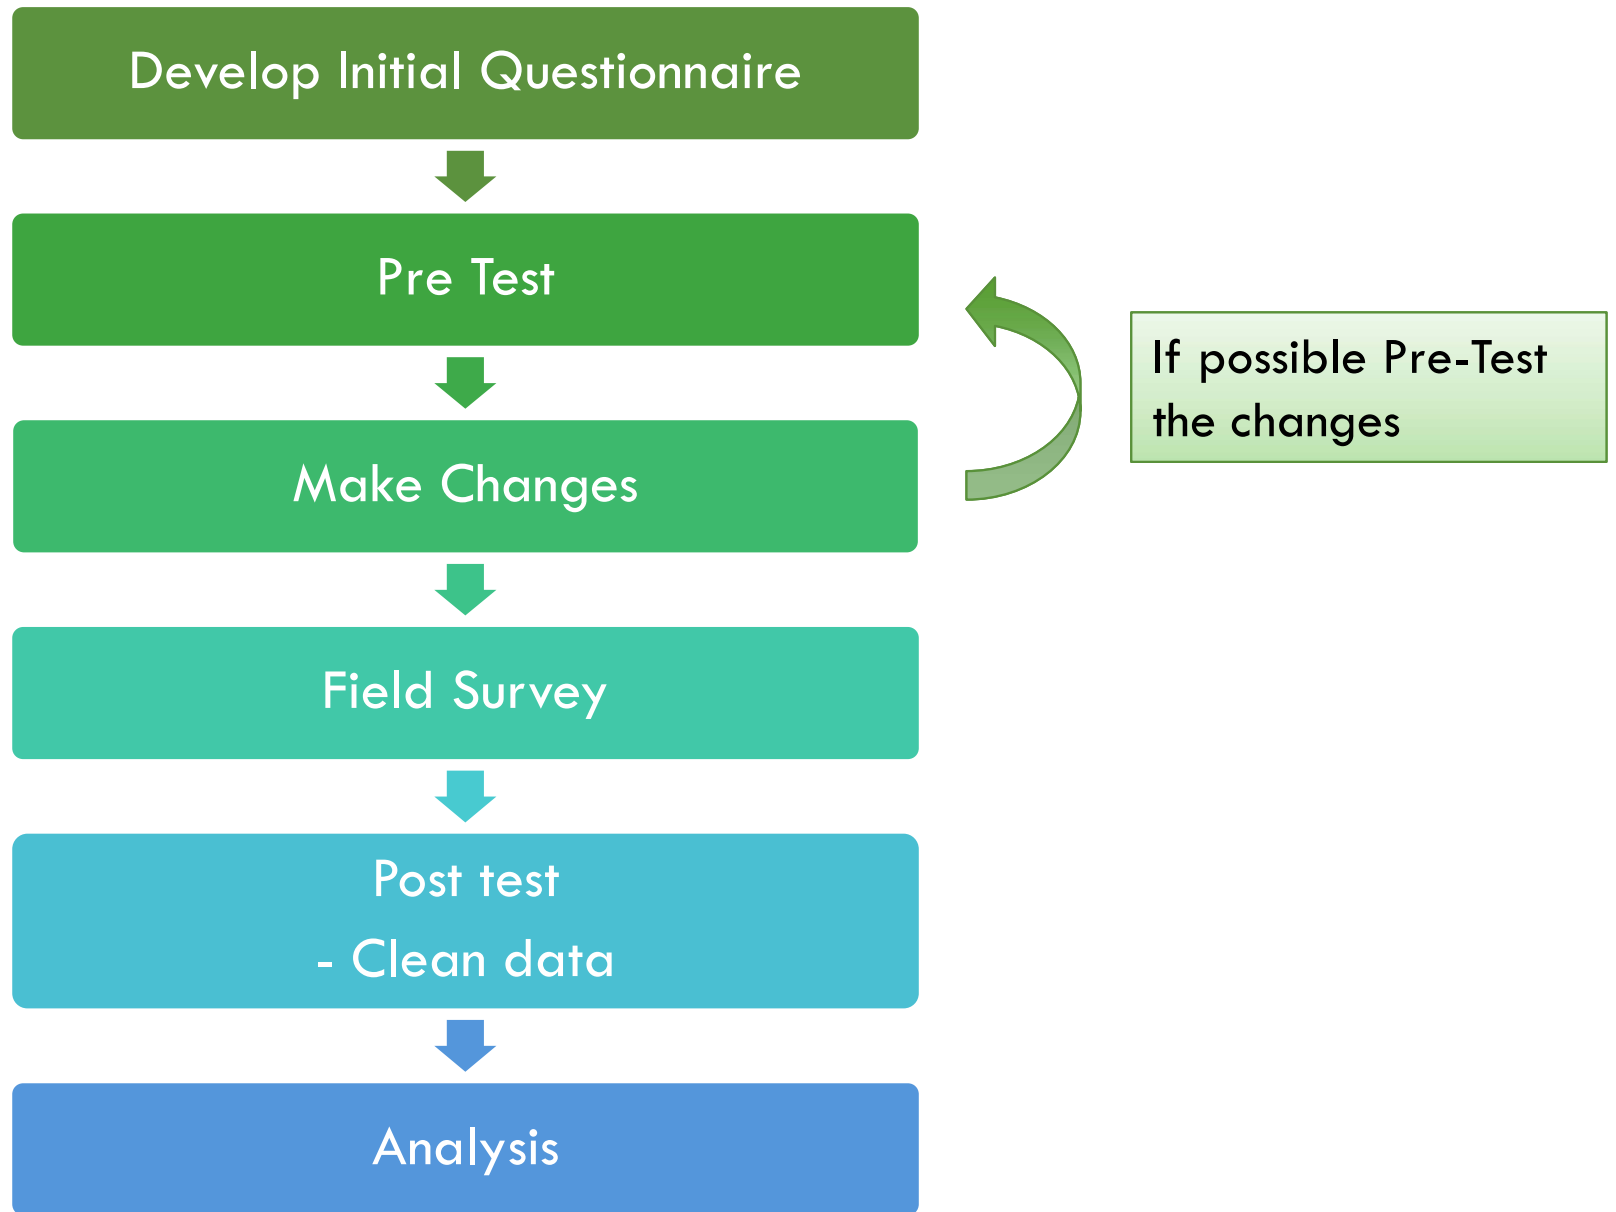 Develop Initial Questionnaire
Pre Test
If possible Pre-Test
the changes
Make Changes
Field Survey
Post test
- Clean data
Analysis